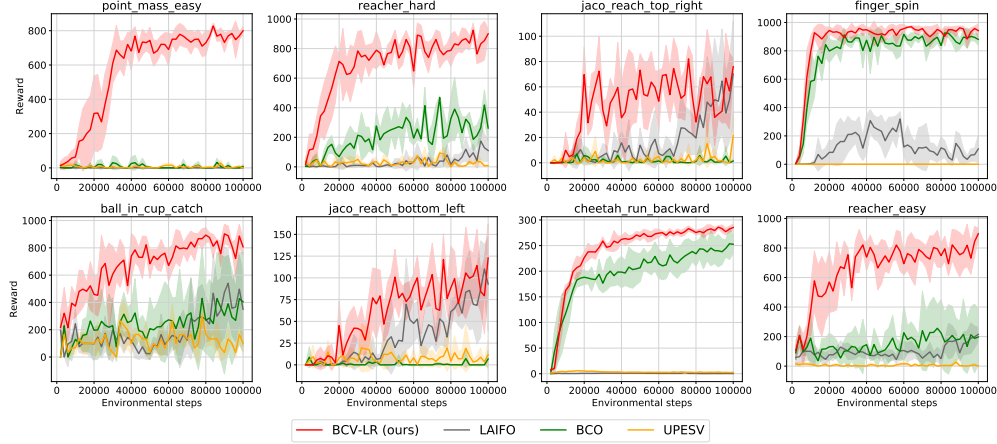 point_mass_easy
reacher_hard
jaco_reach_top_right
finger_spin
Reward
800
600
400
200
0
0 20000 40000 60000 80000 100000
1000
800
600
400
200
0
0 20000 40000 60000 80000 100000
100
80
60
40
20
0
0 20000 40000 60000 80000 100000
1000
800
600
400
200
0
0 20000 40000 60000 80000 100000
ball_in_cup_catch
jaco_reach_bottom_left
cheetah_run_backward
reacher_easy
Reward
1000
800
600
400
200
0
0 20000 40000 60000 80000 100000
Environmental steps
150
125
100
75
50
25
0
0 20000 40000 60000 80000 100000
Environmental steps
300
250
200
150
100
50
0
0 20000 40000 60000 80000 100000
Environmental steps
1000
800
600
400
200
0
0 20000 40000 60000 80000 100000
Environmental steps
BCV-LR (ours) LAIFO BCO UPESV